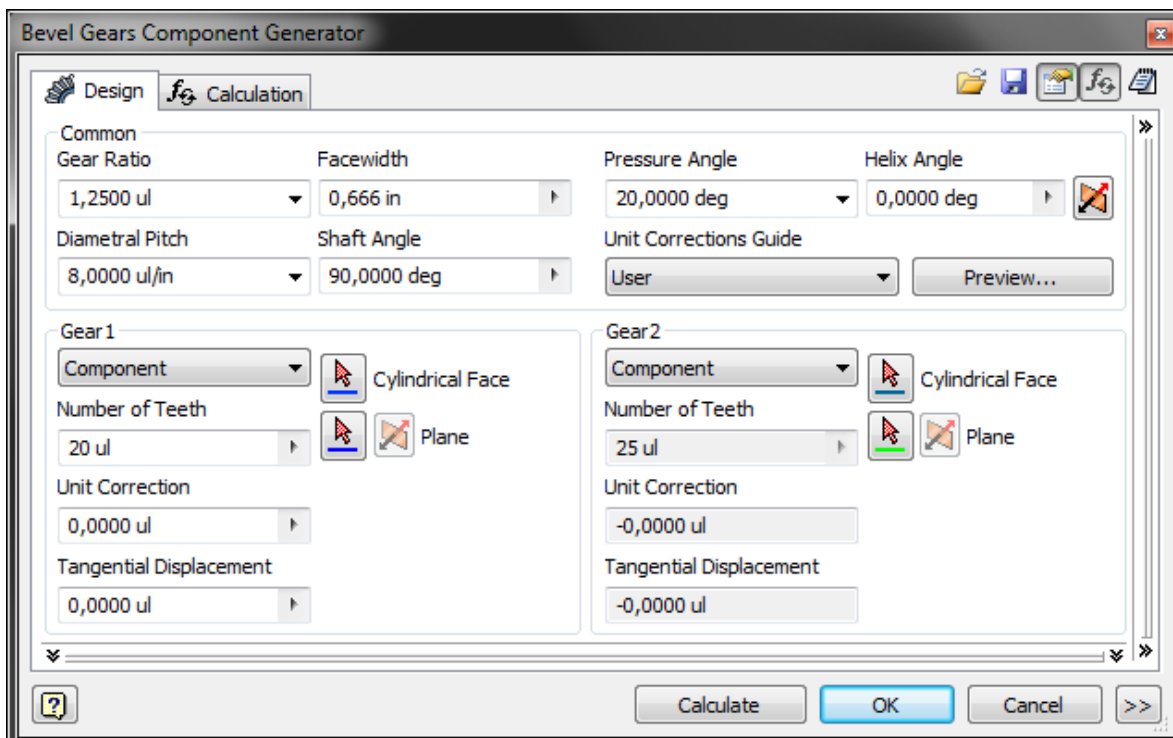 Bevel Gears Component Generator
Design
Calculation
Common
Gear Ratio Facewidth Pressure Angle Helix Angle
1,2500 ul 0,666 in 20,0000 deg 0,0000 deg
Diametral Pitch Shaft Angle Unit Corrections Guide
8,0000 ul/in 90,0000 deg User Preview...
Gear1
Component
Cylindrical Face
Number of Teeth
20 ul
Plane
Unit Correction
0,0000 ul
Tangential Displacement
0,0000 ul
Gear2
Component
Cylindrical Face
Number of Teeth
25 ul
Plane
Unit Correction
-0,0000 ul
Tangential Displacement
-0,0000 ul
Calculate OK Cancel >>